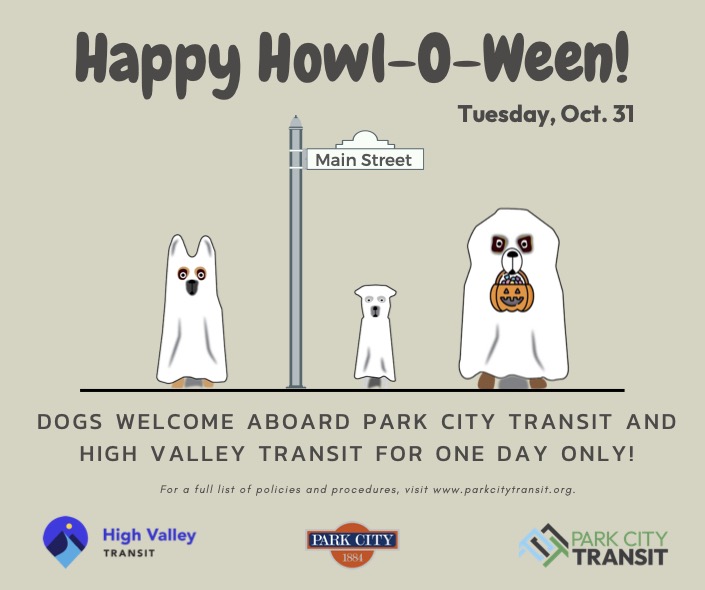 Happy Howl-O-Ween!
Tuesday, Oct. 31
Main Street
DOGS WELCOME ABOARD PARK CITY TRANSIT AND
HIGH VALLEY TRANSIT FOR ONE DAY ONLY!
For a full list of policies and procedures, visit www.parkcitytransit.org.
High Valley
TRANSIT
PARK CITY
1884
PARK CITY
TRANSIT